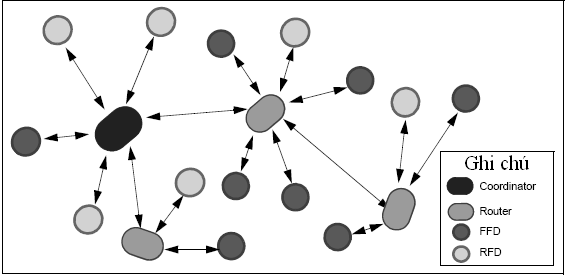 Ghi chú
Coordinator
Router
FFD
RFD